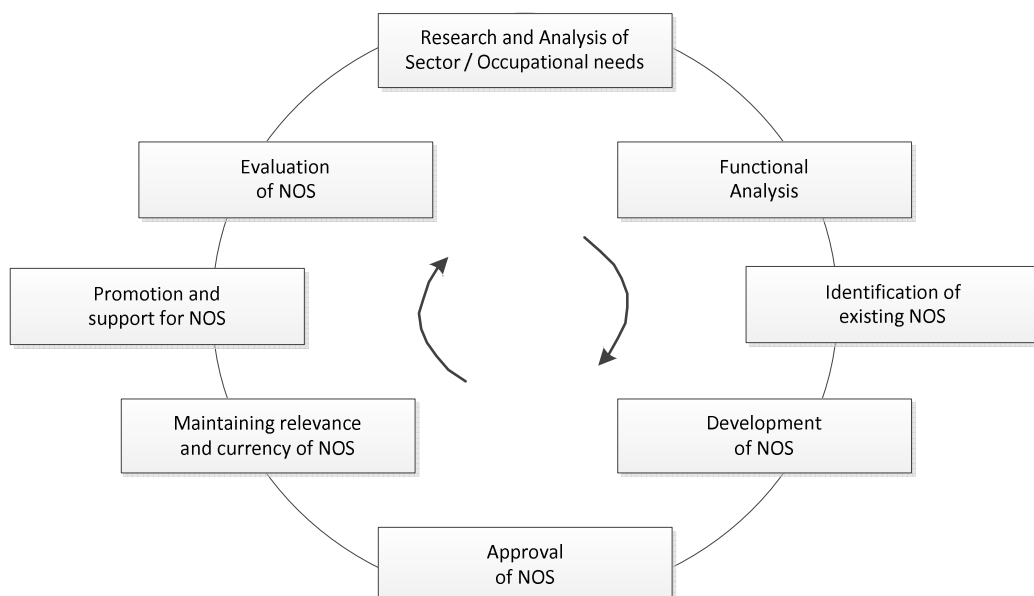 Research and Analysis of
Sector / Occupational needs
Functional
Analysis
Identification of
existing NOS
Development
of NOS
Approval
of NOS
Maintaining relevance
and currency of NOS
Promotion and
support for NOS
Evaluation
of NOS